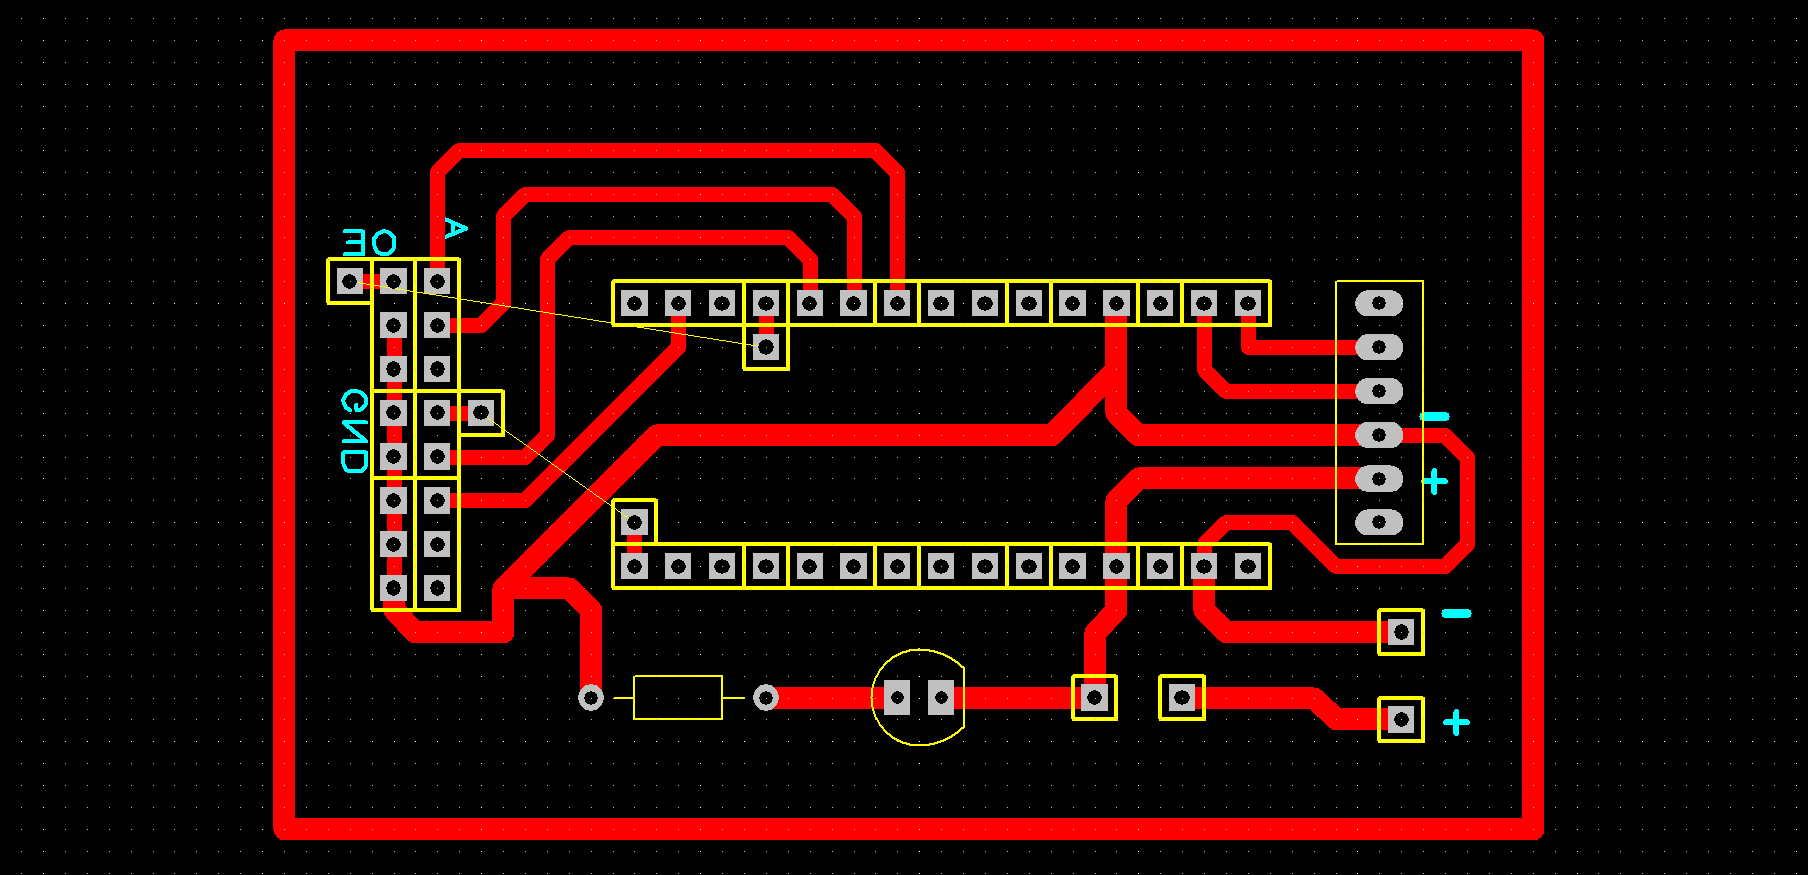 OE
A
GND
-
+
-
+